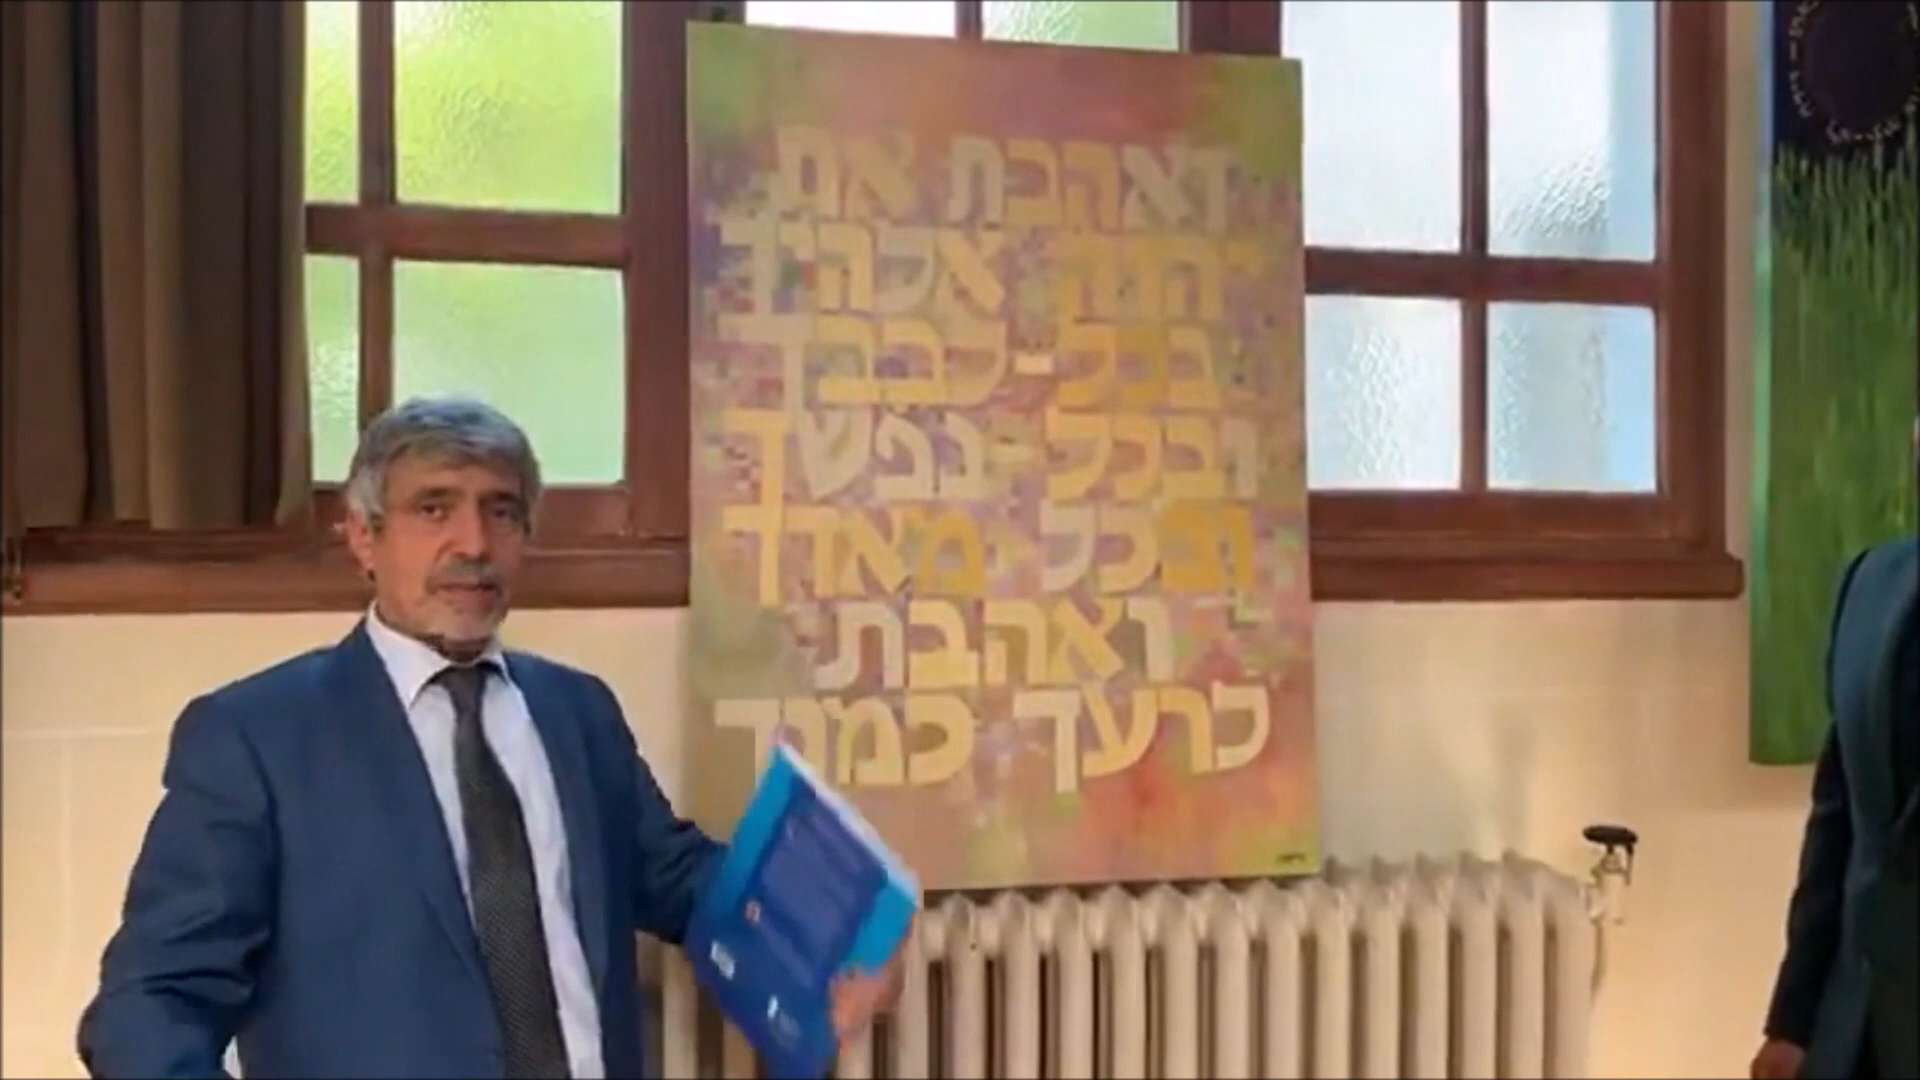 ואהבת את
יהוה אלהיך
בכל-לבבך
ובכל-נפשך
ובכל-מאדך
ואהבת
לרעך כמוך